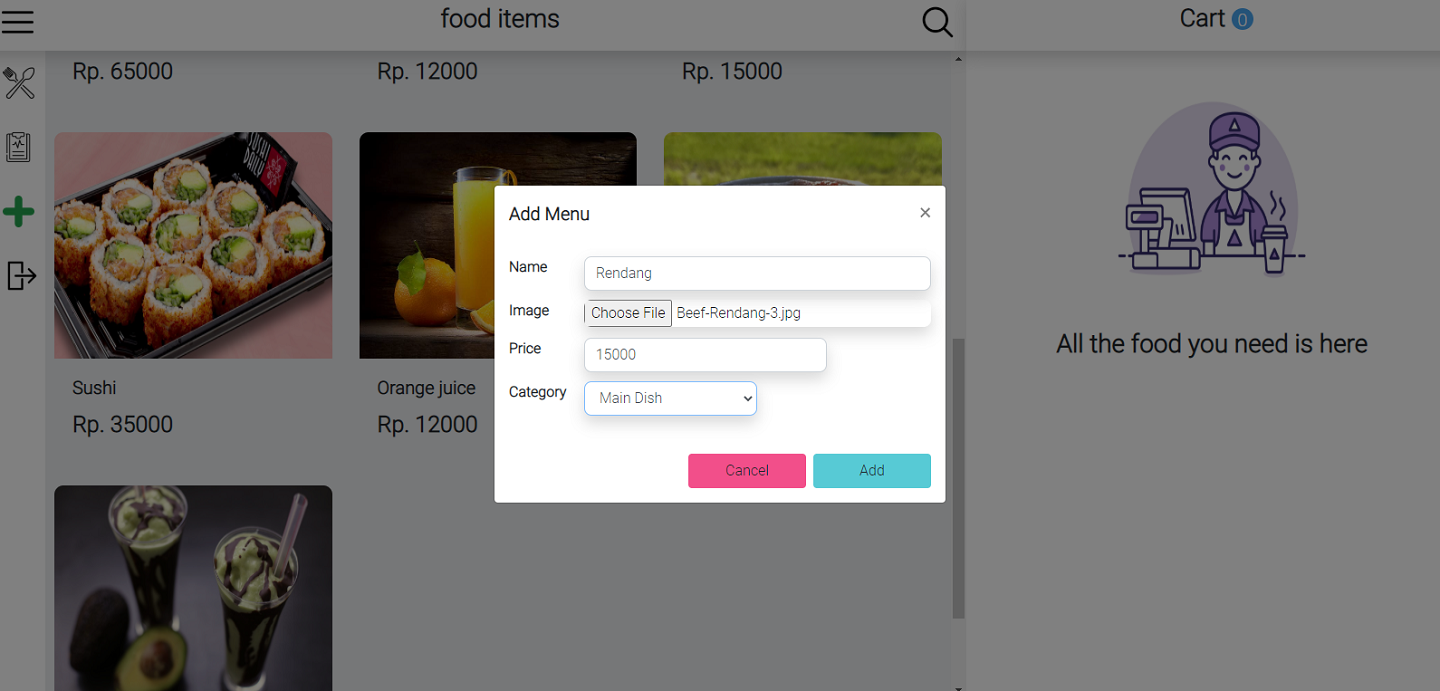 food items
Cart 0
Rp. 65000
Rp. 12000
Rp. 15000
SUSHI
DAILY
Add Menu
×
Name
Rendang
Image
Choose File Beef-Rendang-3.jpg
Price
15000
Category
Main Dish
Cancel
Add
Sushi
Rp. 35000
Orange juice
Rp. 12000
All the food you need is here